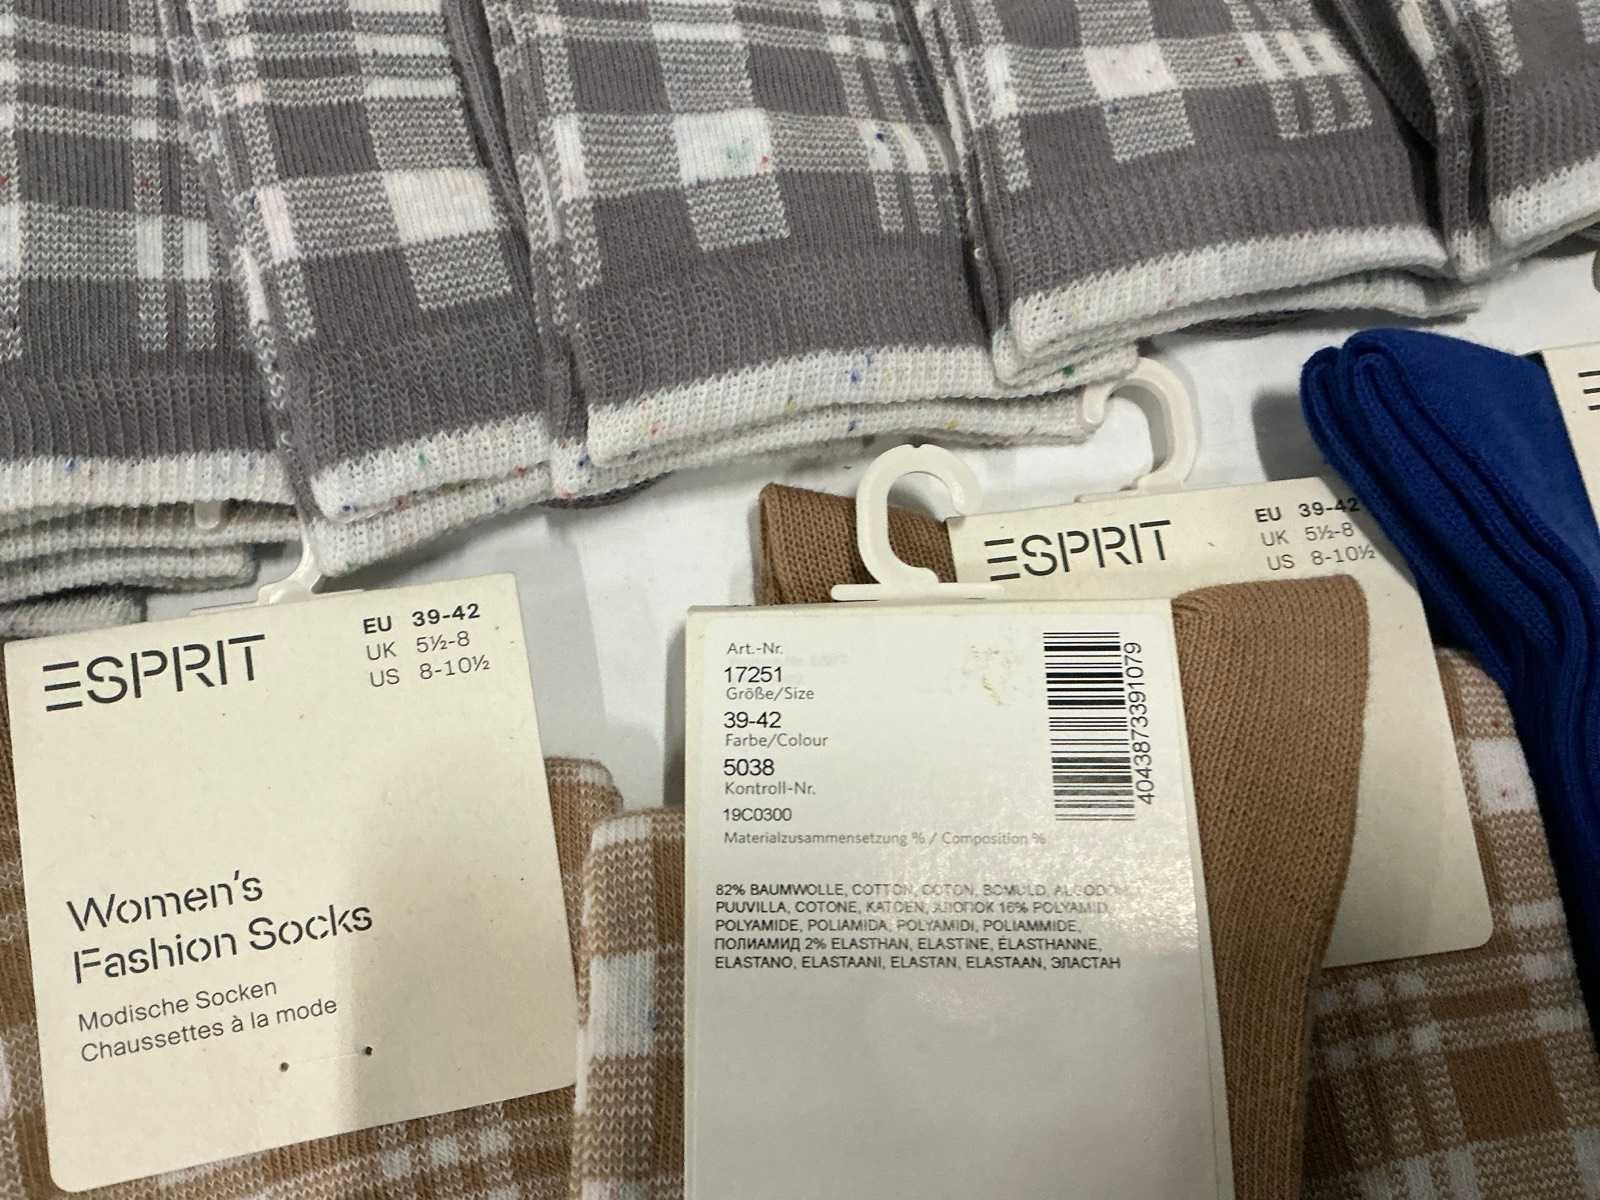 ESPRIT
EU 39-42
UK 5½-8
US 8-10½
Women's
Fashion Socks
Modische Socken
Chaussettes à la mode
ESPRIT
EU 39-42
UK 5½-8
US 8-10½
Art.-Nr.
17251
Größe/Size
39-42
Farbe/Colour
5038
Kontroll-Nr.
19C0300
Materialzusammensetzung % / Composition %
4043873391079
82% BAUMWOLLE, COTTON, COTON, BOMULD,
PUUVILLA, COTONE, KATOEN, ХЛОПОК 16% POLYAMID,
POLYAMIDE, POLIAMIDA, POLYAMIDI, POLIAMMIDE,
ПОЛИАМИД 2% ELASTHAN, ELASTINE, ÉLASTHANNE,
ELASTANO, ELASTAANI, ELASTAN, ELASTAAN, ЭЛАСТАН